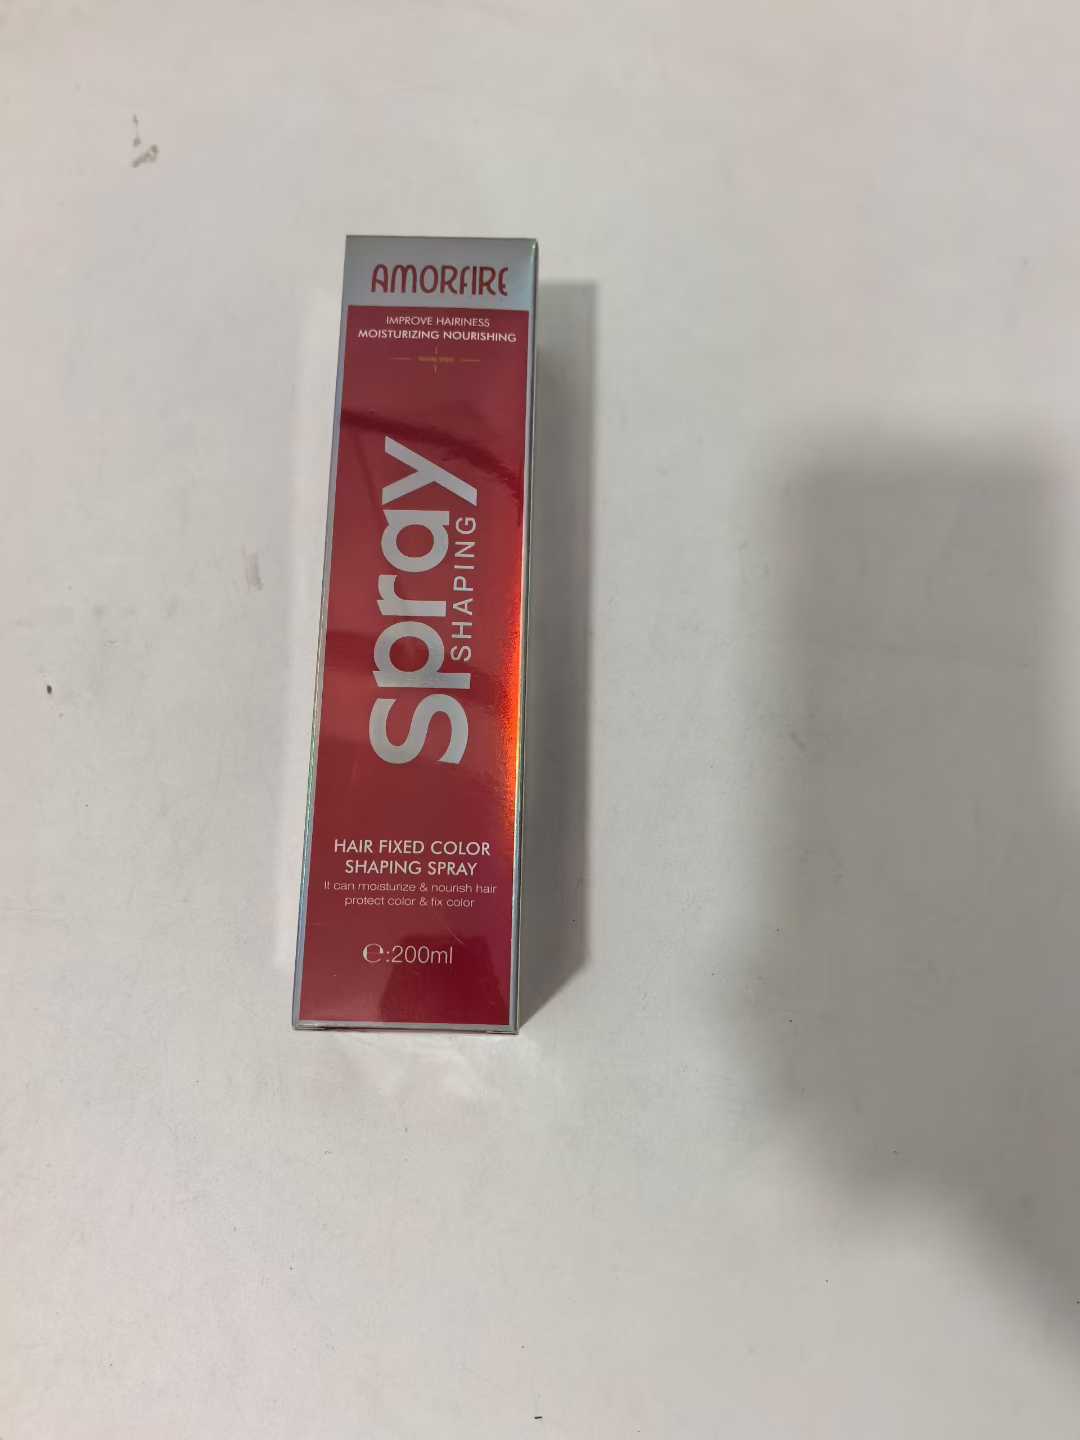 AMORFIRE
IMPROVE HAIRINESS
MOISTURIZING NOURISHING
spray
SHAPING
HAIR FIXED COLOR
SHAPING SPRAY
It can moisturize & nourish hair
protect color & fix color
℮:200ml